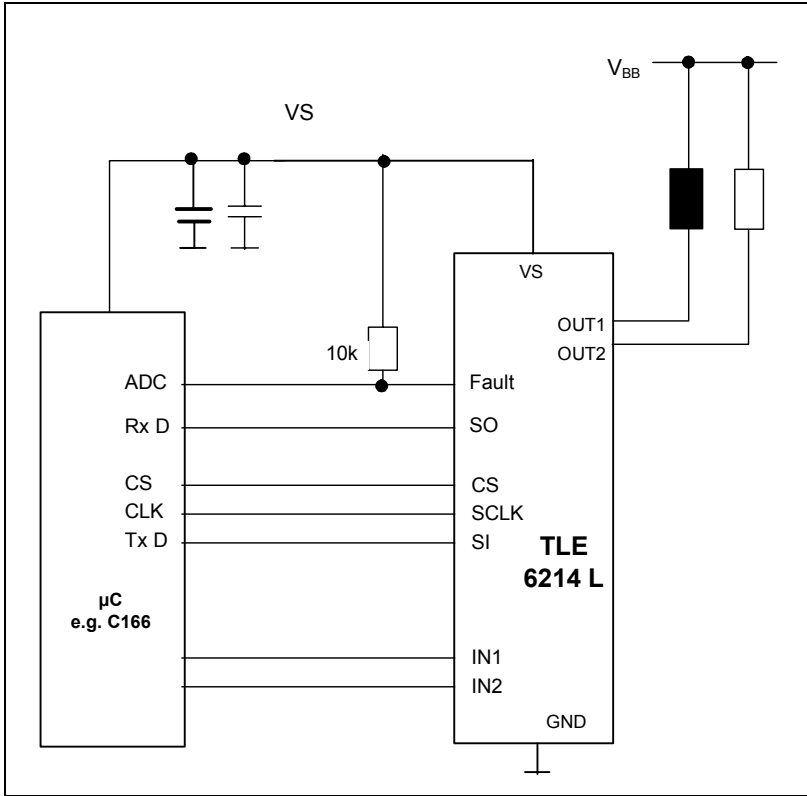 V_BB
VS
VS
OUT1
OUT2
10k
ADC
Fault
Rx D
SO
CS
CS
CLK
SCLK
Tx D
SI
TLE
6214 L
µC
e.g. C166
IN1
IN2
GND